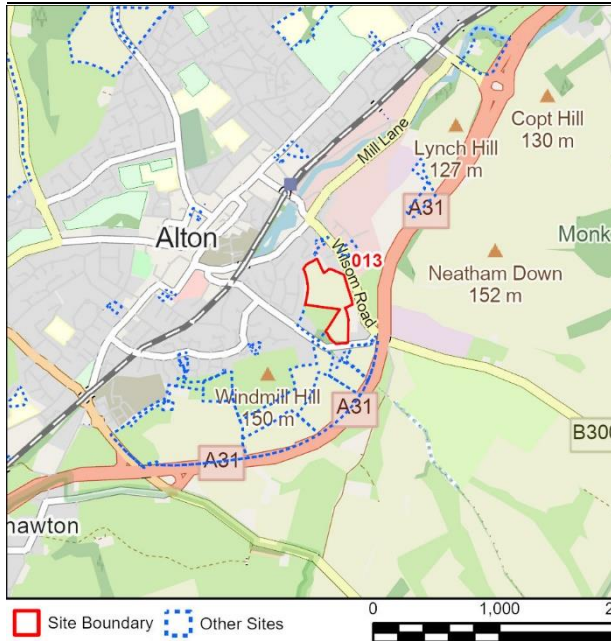 Copt Hill
130 m
Lynch Hill
127 m
Mill Lane
A31
Alton
Wilsom Road
013
Monk
Neatham Down
152 m
Windmill Hill
150 m
A31
A31
B300
hawton
Site Boundary
Other Sites
0
1,000
2